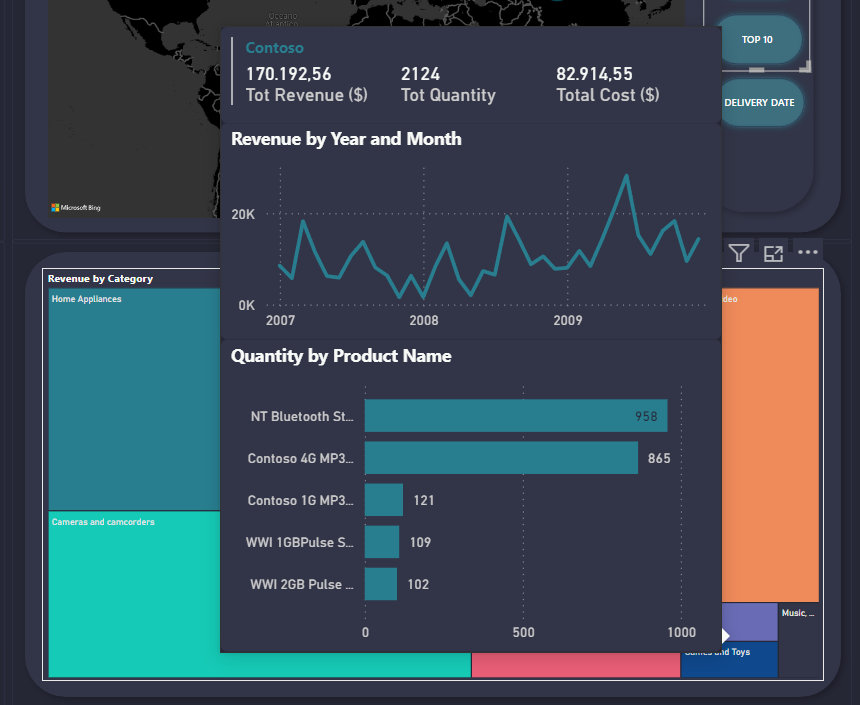 Oceano
Atlantico
TOP 10
Contoso
170.192,56
2124
82.914,55
Tot Revenue ($)
Tot Quantity
Total Cost ($)
DELIVERY DATE
Revenue by Year and Month
Microsoft Bing
20K
0K
2007
2008
2009
Revenue by Category
Home Appliances
deo
Quantity by Product Name
NT Bluetooth St...
958
Contoso 4G MP3...
865
Contoso 1G MP3...
121
Cameras and camcorders
WWI 1GBPulse S...
109
WWI 2GB Pulse ...
102
Music, ...
0
500
1000
Games and Toys